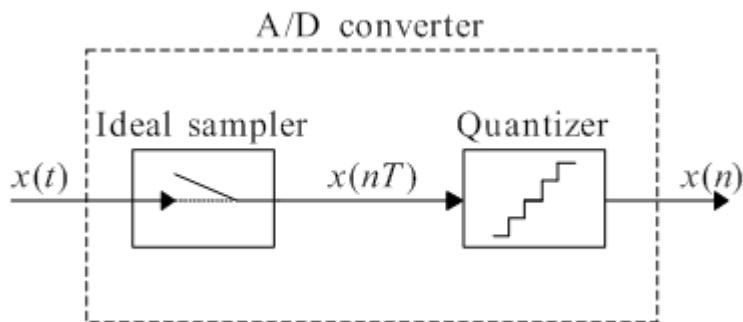 A/D converter
Ideal sampler
Quantizer
x(t)
x(nT)
x(n)